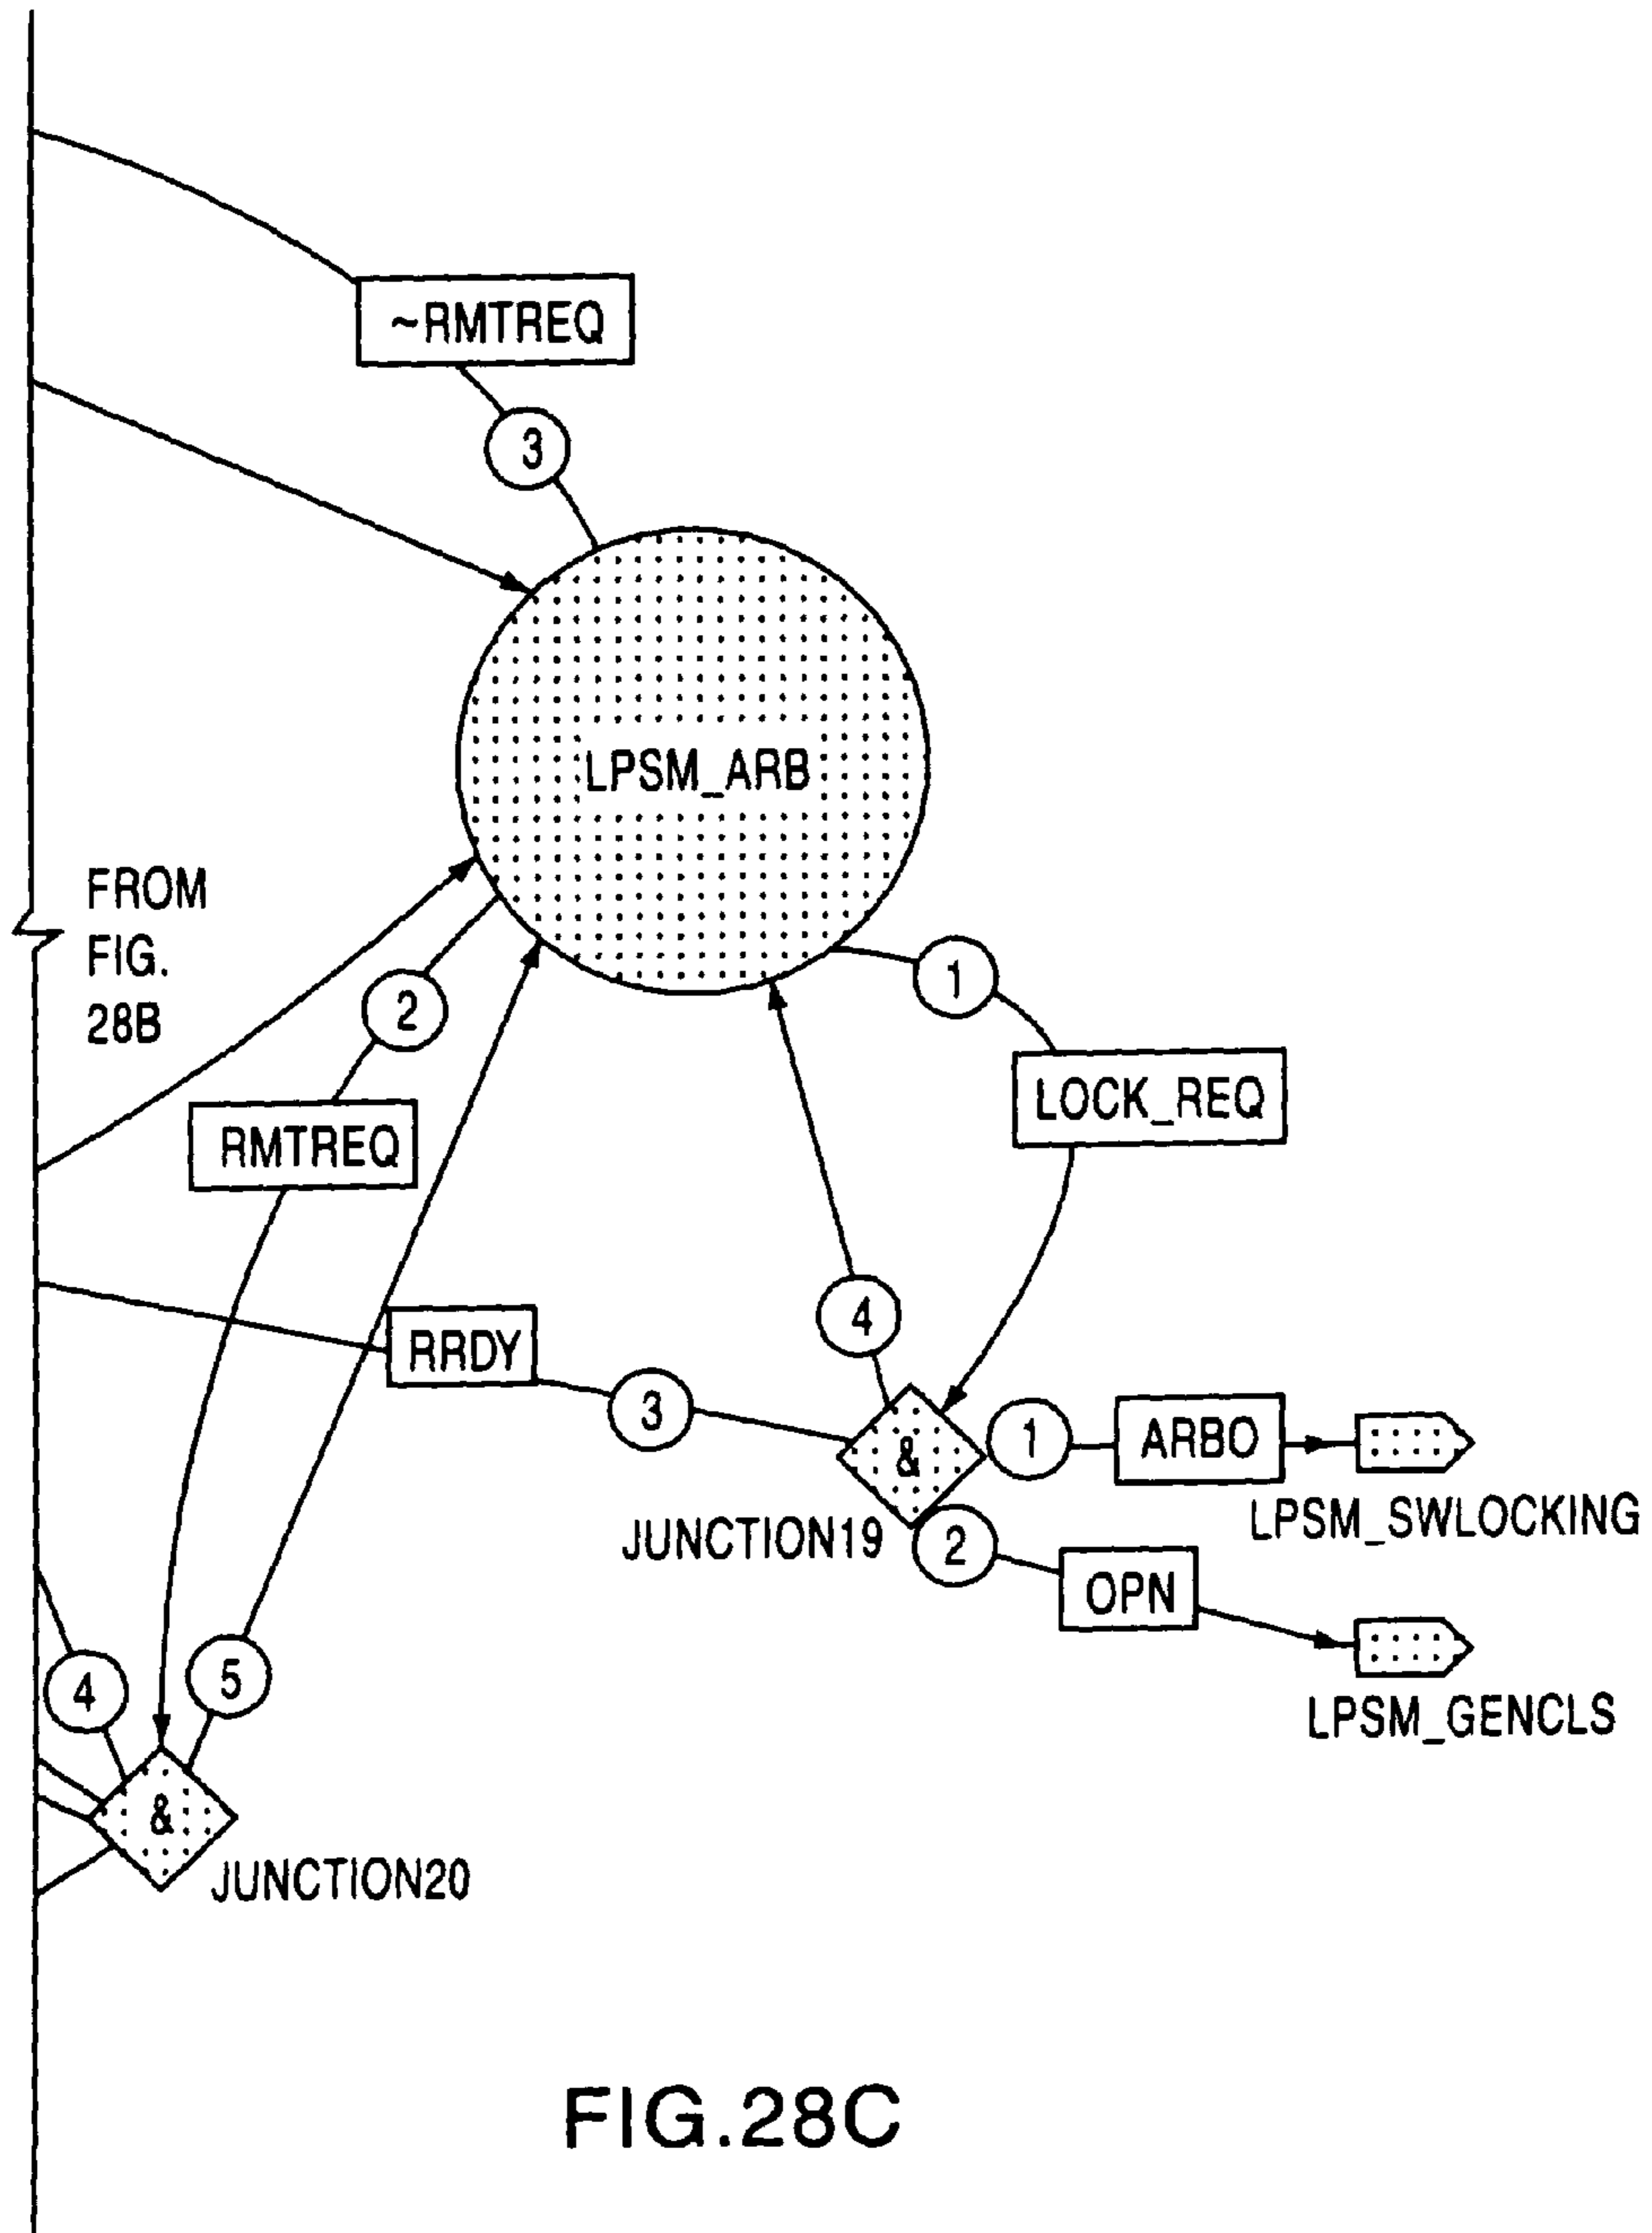 ~RMTREQ
3
LPSM_ARB
FROM
FIG.
28B
1
2
LOCK_REQ
RMTREQ
4
RRDY
3
1
ARBO
&
LPSM_SWLOCKING
JUNCTION19
2
OPN
4
5
LPSM_GENCLS
&
JUNCTION20
FIG.28C